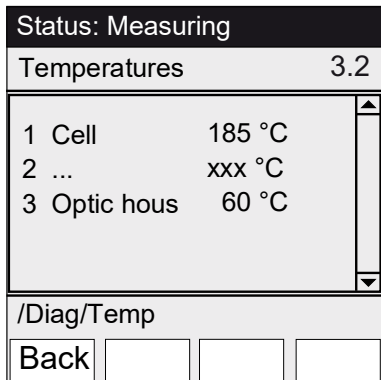 Status: Measuring
Temperatures 3.2
1 Cell 185 °C
2 ... xxx °C
3 Optic hous 60 °C
/Diag/Temp
Back